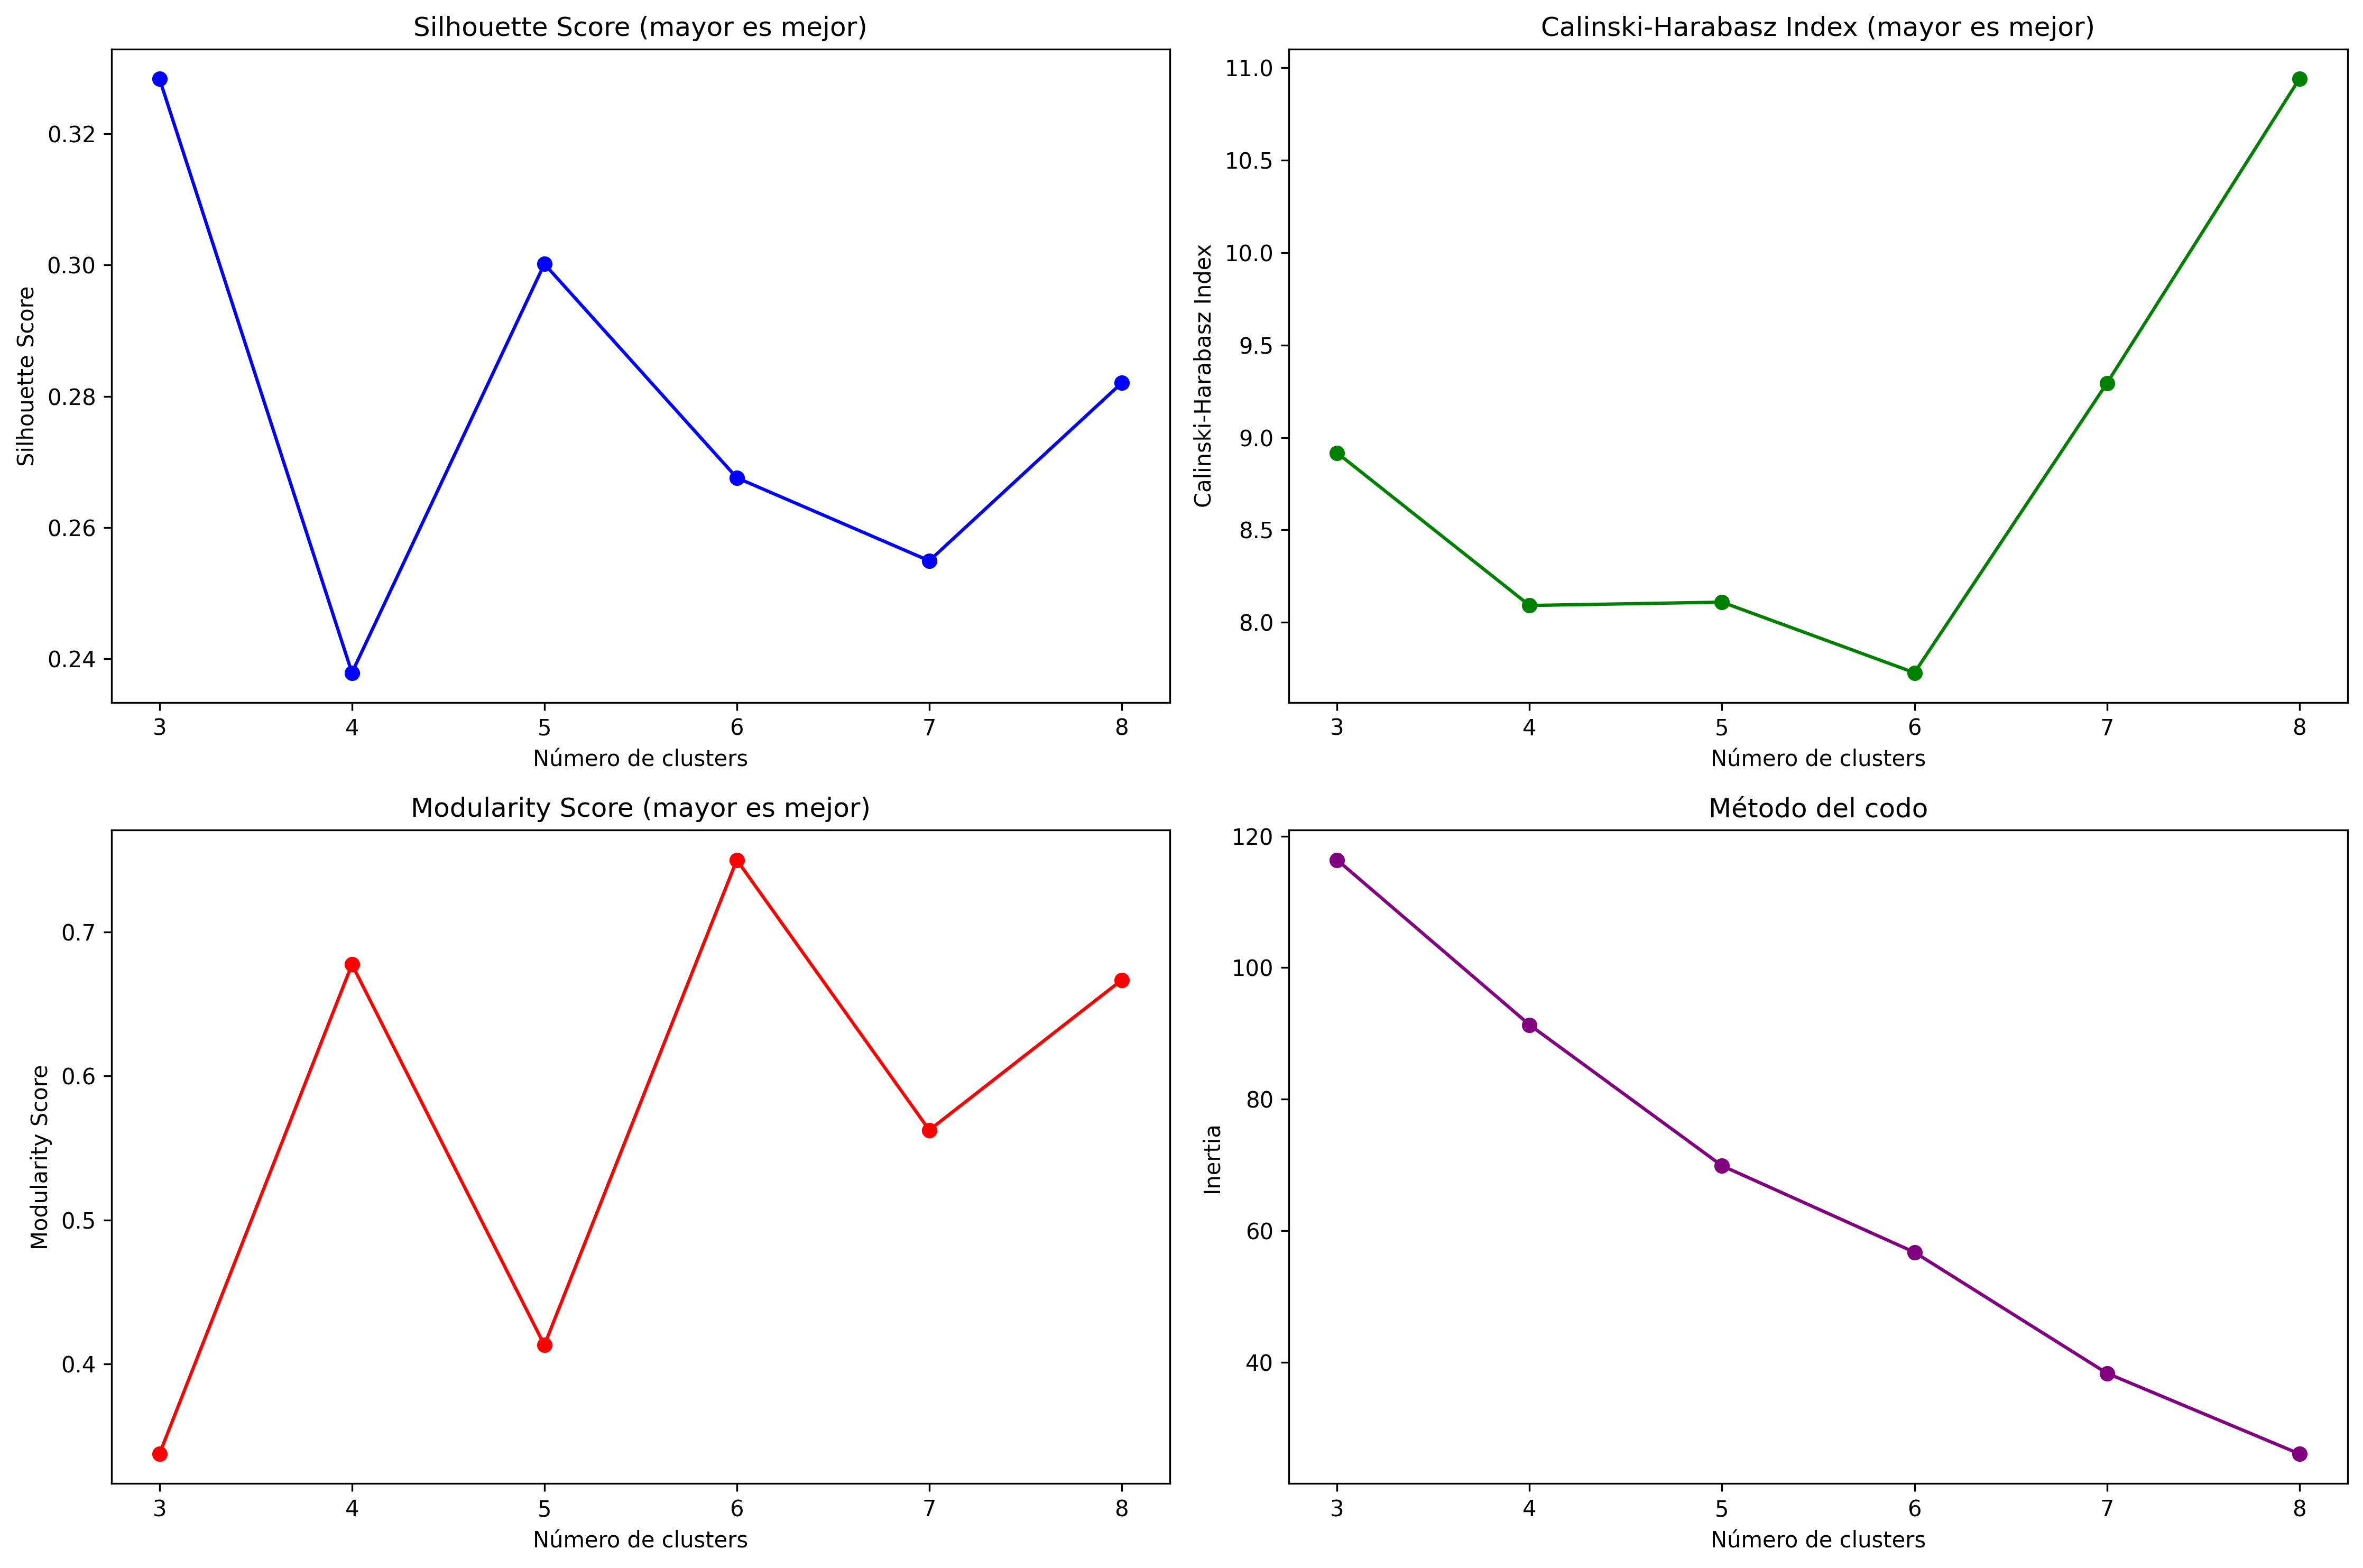 Silhouette Score (mayor es mejor)
Silhouette Score
0.32
0.30
0.28
0.26
0.24
3 4 5 6 7 8
Número de clusters
Calinski-Harabasz Index (mayor es mejor)
Calinski-Harabasz Index
11.0
10.5
10.0
9.5
9.0
8.5
8.0
3 4 5 6 7 8
Número de clusters
Modularity Score (mayor es mejor)
Modularity Score
0.7
0.6
0.5
0.4
3 4 5 6 7 8
Número de clusters
Método del codo
Inertia
120
100
80
60
40
3 4 5 6 7 8
Número de clusters